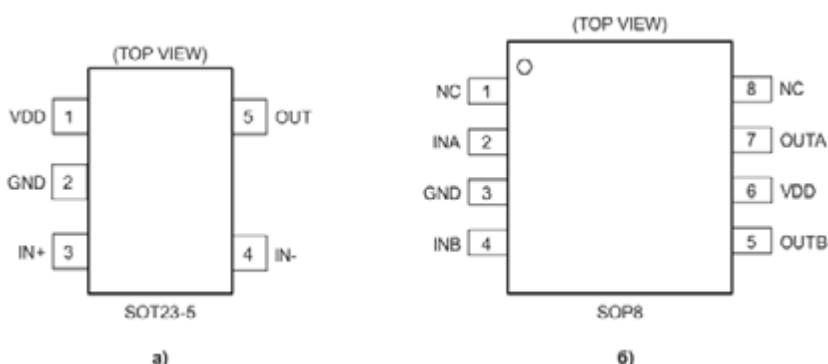 (TOP VIEW)
VDD 1
5 OUT
GND 2
IN+ 3
4 IN-
SOT23-5
а)
(TOP VIEW)
NC 1
8 NC
INA 2
7 OUTA
GND 3
6 VDD
INB 4
5 OUTB
SOP8
б)